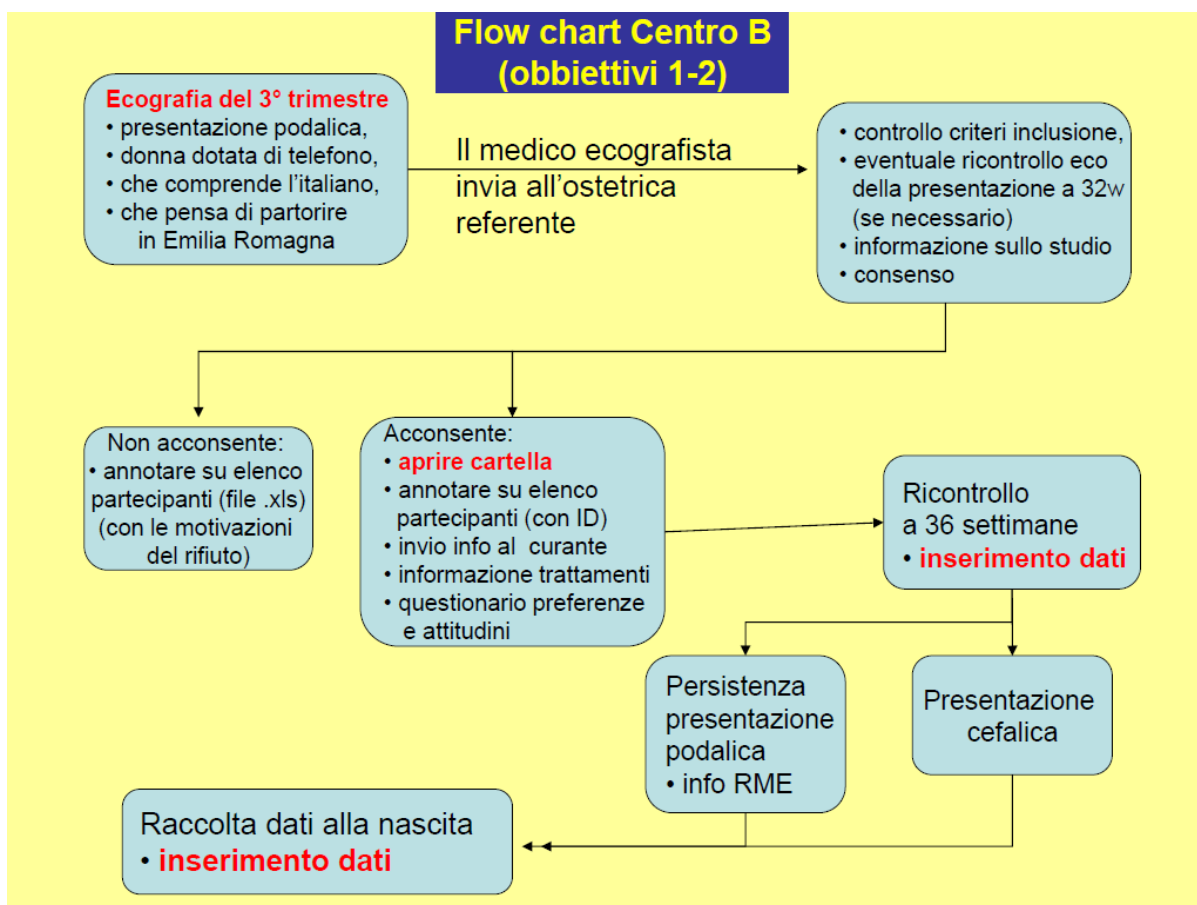 Flow chart Centro B
(obbiettivi 1-2)
Ecografia del 3° trimestre
• presentazione podalica,
• donna dotata di telefono,
• che comprende l'italiano,
• che pensa di partorire
in Emilia Romagna
Il medico ecografista
invia all'ostetrica
referente
• controllo criteri inclusione,
• eventuale ricontrollo eco
della presentazione a 32w
(se necessario)
• informazione sullo studio
• consenso
Non acconsente:
• annotare su elenco
partecipanti (file .xls)
(con le motivazioni
del rifiuto)
Acconsente:
• aprire cartella
• annotare su elenco
partecipanti (con ID)
• invio info al curante
• informazione trattamenti
• questionario preferenze
e attitudini
Ricontrollo
a 36 settimane
• inserimento dati
Persistenza
presentazione
podalica
• info RME
Presentazione
cefalica
Raccolta dati alla nascita
• inserimento dati